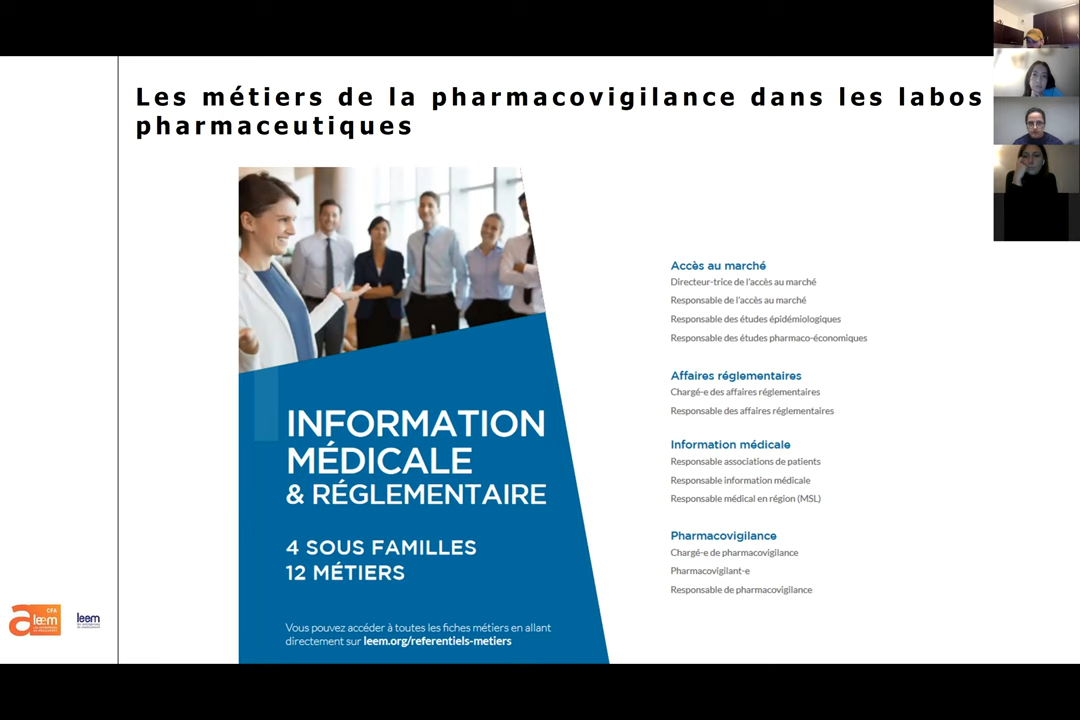 Les métiers de la pharmacovigilance dans les labos
pharmaceutiques
INFORMATION
MÉDICALE
& RÉGLEMENTAIRE
4 SOUS FAMILLES
12 MÉTIERS
Vous pouvez accéder à toutes les fiches métiers en allant
directement sur leem.org/referentiels-metiers
Accès au marché
Directeur-trice de l'accès au marché
Responsable de l'accès au marché
Responsable des études épidémiologiques
Responsable des études pharmaco-économiques
Affaires réglementaires
Chargé-e des affaires réglementaires
Responsable des affaires réglementaires
Information médicale
Responsable associations de patients
Responsable information médicale
Responsable médical en région (MSL)
Pharmacovigilance
Chargé-e de pharmacovigilance
Pharmacovigilant-e
Responsable de pharmacovigilance
CFA
leem
leem